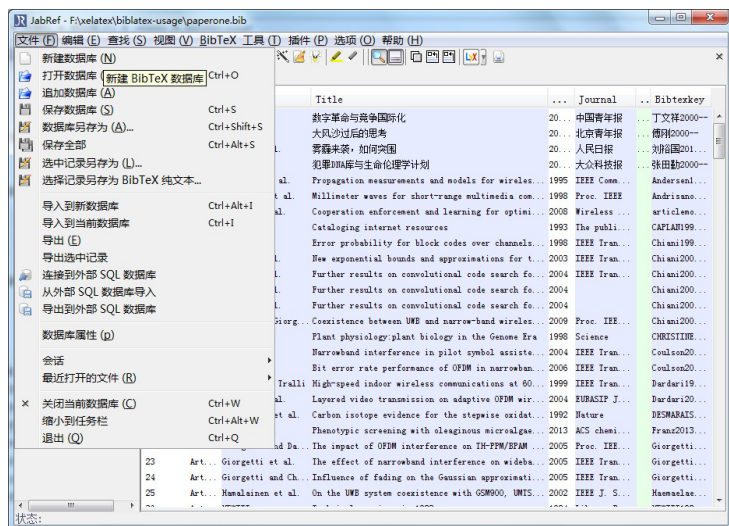 JabRef - F:\xelatex\biblatex-usage\paperone.bib
文件 (F) 编辑 (E) 查找 (S) 视图 (V) BibTeX 工具 (T) 插件 (P) 选项 (O) 帮助 (H)
新建数据库 (N)
打开数据库 Ctrl+O
新建 BibTeX 数据库
追加数据库 (A)
保存数据库 (S) Ctrl+S
数据库另存为 (A)... Ctrl+Shift+S
保存全部 Ctrl+Alt+S
选中记录另存为 (L)...
选择记录另存为 BibTeX 纯文本...
导入到新数据库 Ctrl+Alt+I
导入到当前数据库 Ctrl+I
导出 (E)
导出选中记录
连接到外部 SQL 数据库
从外部 SQL 数据库导入
导出到外部 SQL 数据库
数据库属性 (p)
会话
最近打开的文件 (R)
关闭当前数据库 (C) Ctrl+W
缩小到任务栏 Ctrl+Alt+W
退出 (Q) Ctrl+Q
Title ... Journal .. Bibtexkey
数字革命与竞争国际化 20... 中国青年报 ... 丁文祥2000--
大风沙过后的思考 20... 北京青年报 ... 傅刚2000--
雾霾来袭，如何突围 20... 人民日报 ... 刘裕国201...
犯罪DNA库与生命伦理学计划 20... 大众科技报 ... 张田勤2000--
al. Propagation measurements and models for wireles... 1995 IEEE Comm... Andersen1...
t al. Millimeter waves for short-range multimedia com... 1998 Proc. IEEE Andrisano...
al. Cooperation enforcement and learning for optimi... 2008 Wireless ... articlemo...
Cataloging internet resources 1993 The publi... CAPLAN199...
Error probability for block codes over channels... 1998 IEEE Tran... Chiani199...
l. New exponential bounds and approximations for t... 2003 IEEE Tran... Chiani200...
l. Further results on convolutional code search fo... 2004 IEEE Tran... Chiani200...
l. Further results on convolutional code search fo... 2004 Chiani200...
l. Further results on convolutional code search fo... 2004 Chiani200...
Giorg... Coexistence between UWB and narrow-band wireles... 2009 Proc. IEE... Chiani200...
Plant physiology:plant biology in the Genome Era 1998 Science CHRISTINE...
Narrowband interference in pilot symbol assiste... 2004 IEEE Tran... Coulson20...
Bit error rate performance of OFDM in narrowban... 2006 IEEE Tran... Coulson20...
Tralli High-speed indoor wireless communications at 60... 1999 IEEE Tran... Dardari19...
al. Layered video transmission on adaptive OFDM wir... 2004 EURASIP J... Dardari20...
et al. Carbon isotope evidence for the stepwise oxidat... 1992 Nature DESMARAIS...
Phenotypic screening with oleaginous microalgae... 2013 ACS chemi... Franz2013...
nd Da... The impact of OFDM interference on TH-PPM/BPAM ... 2005 Proc. IEE... Giorgetti...
23 Art... Giorgetti et al. The effect of narrowband interference on wideba... 2005 IEEE Tran... Giorgetti...
24 Art... Giorgetti and Ch... Influence of fading on the Gaussian approximati... 2005 IEEE Tran... Giorgetti...
25 Art... Hamalainen et al. On the UWB system coexistence with GSM900, UMTS... 2002 IEEE J. S... Haemaelae...
状态: